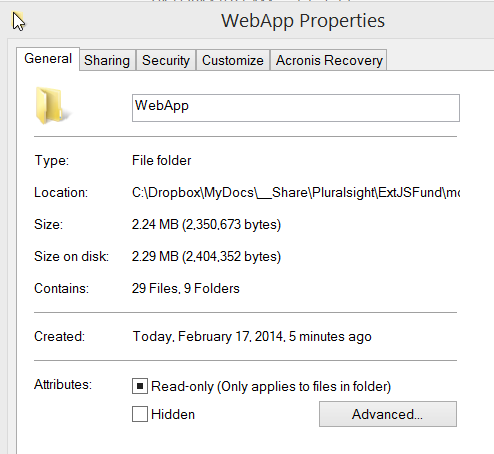 WebApp Properties
General Sharing Security Customize Acronis Recovery
WebApp
Type: File folder
Location: C:\Dropbox\MyDocs\__Share\Pluralsight\ExtJSFund\
Size: 2.24 MB (2,350,673 bytes)
Size on disk: 2.29 MB (2,404,352 bytes)
Contains: 29 Files, 9 Folders
Created: Today, February 17, 2014, 5 minutes ago
Attributes: Read-only (Only applies to files in folder)
Hidden Advanced...